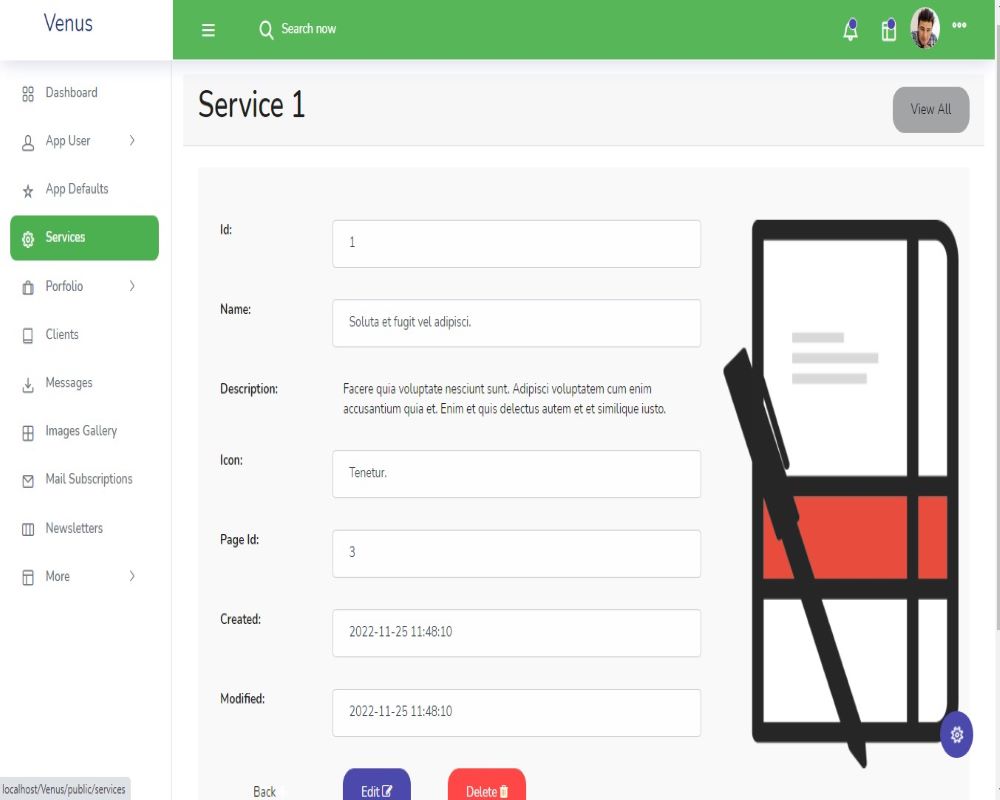 Venus
Search now
Dashboard
App User
App Defaults
Services
Porfolio
Clients
Messages
Images Gallery
Mail Subscriptions
Newsletters
More
Service 1
View All
Id:
1
Name:
Soluta et fugit vel adipisci.
Description:
Facere quia voluptate nesciunt sunt. Adipisci voluptatem cum enim
accusantium quia et. Enim et quis delectus autem et et similique iusto.
Icon:
Tenetur.
Page Id:
3
Created:
2022-11-25 11:48:10
Modified:
2022-11-25 11:48:10
Back
Edit
Delete
localhost/Venus/public/services